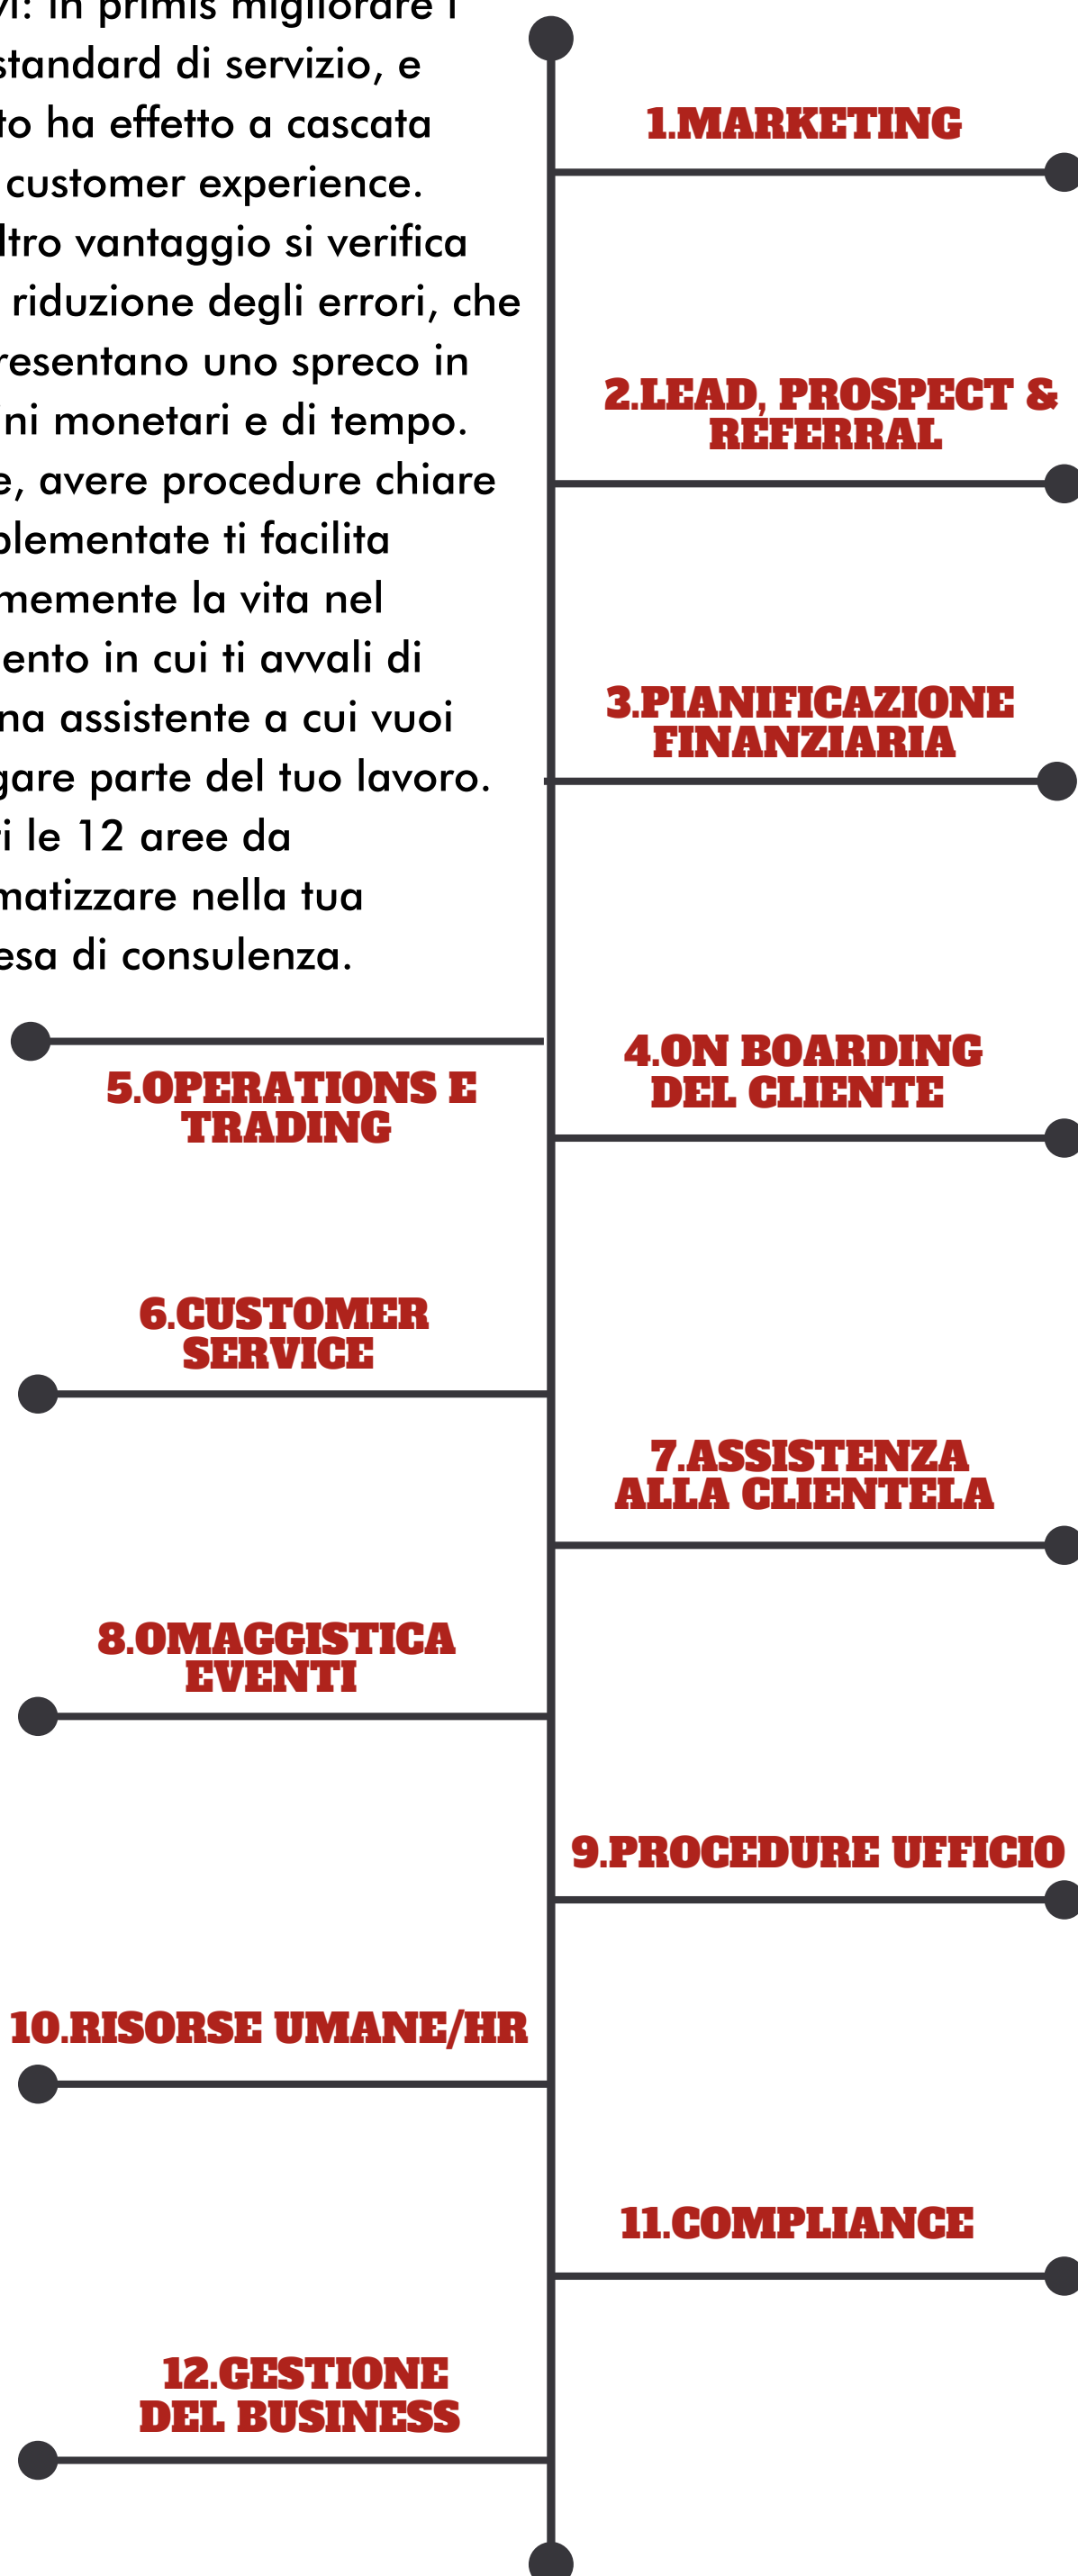 in primis migliorare i
standard di servizio, e
to ha effetto a cascata
customer experience.
ltro vantaggio si verifica
riduzione degli errori, che
resentano uno spreco in
ini monetari e di tempo.
e, avere procedure chiare
plementate ti facilita
memente la vita nel
ento in cui ti avvali di
na assistente a cui vuoi
gare parte del tuo lavoro.
i le 12 aree da
matizzare nella tua
esa di consulenza.
1.MARKETING
2.LEAD, PROSPECT &
REFERRAL
3.PIANIFICAZIONE
FINANZIARIA
4.ON BOARDING
DEL CLIENTE
5.OPERATIONS E
TRADING
6.CUSTOMER
SERVICE
7.ASSISTENZA
ALLA CLIENTELA
8.OMAGGISTICA
EVENTI
9.PROCEDURE UFFICIO
10.RISORSE UMANE/HR
11.COMPLIANCE
12.GESTIONE
DEL BUSINESS